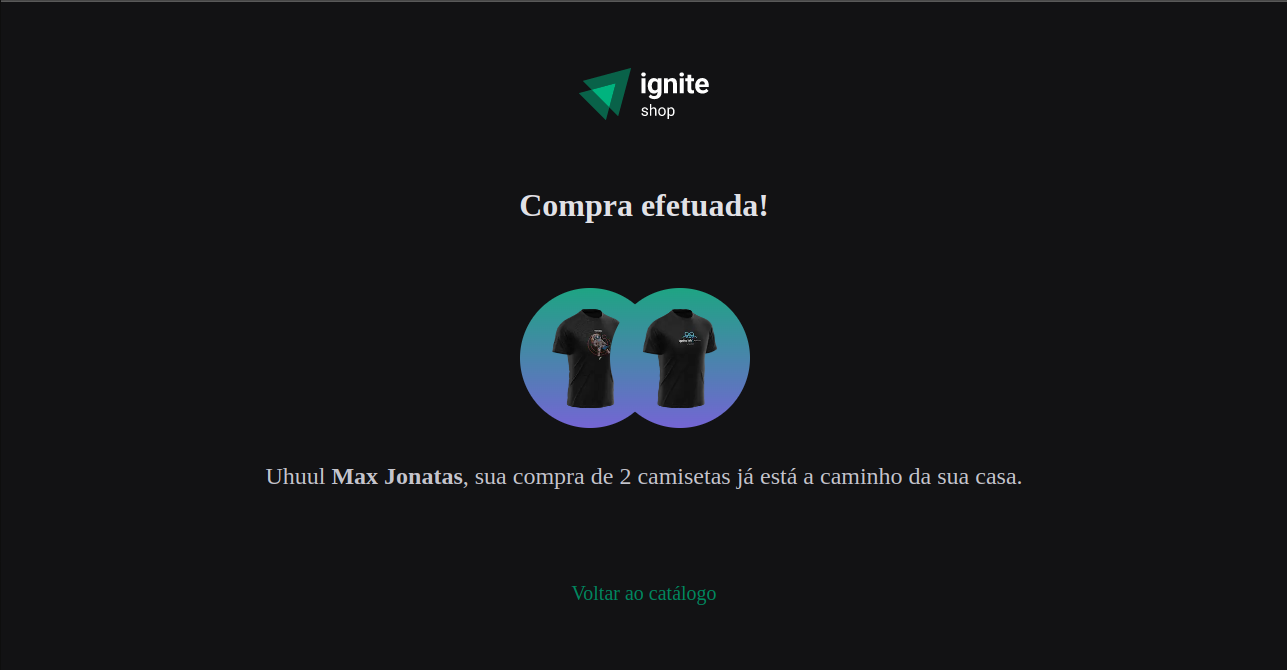 ignite
shop
Compra efetuada!
Uhuul Max Jonatas, sua compra de 2 camisetas já está a caminho da sua casa.
Voltar ao catálogo